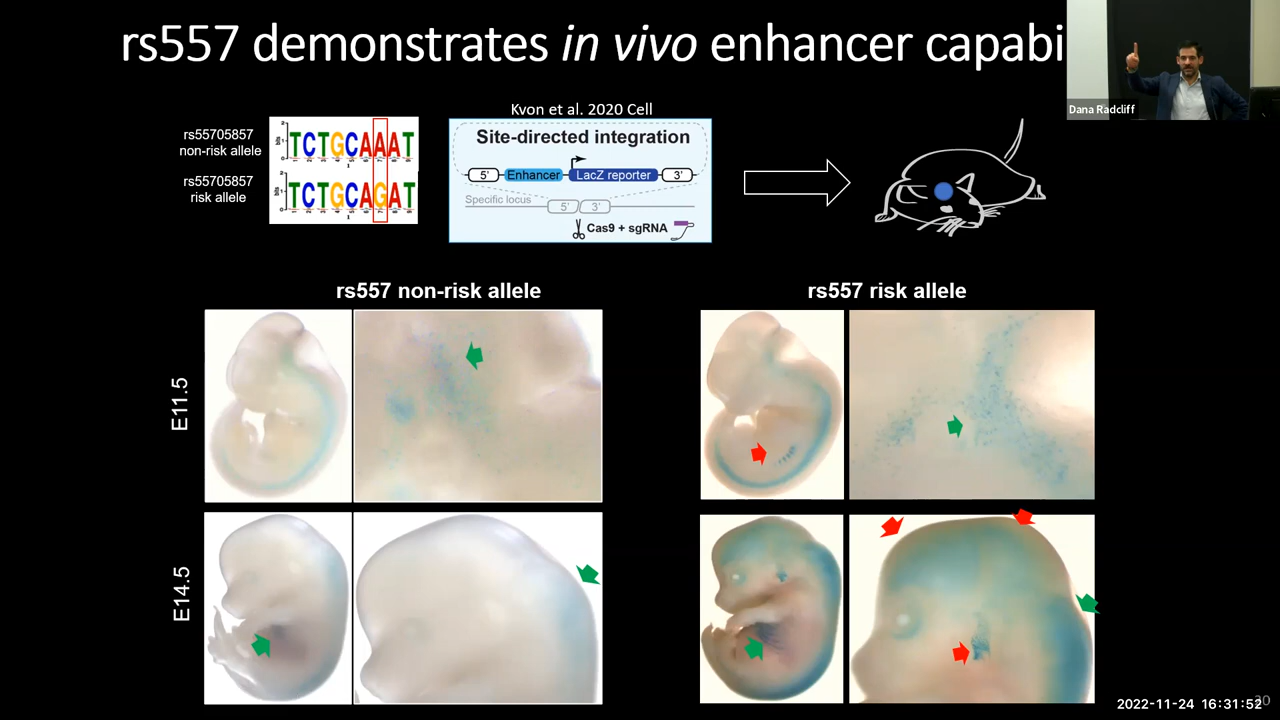 rs557 demonstrates in vivo enhancer capabi
Dana Radcliff
Kvon et al. 2020 Cell
rs55705857
non-risk allele
TCTGCAAAT
rs55705857
risk allele
TCTGCAGAT
Site-directed integration
5' Enhancer LacZ reporter 3'
Specific locus 5' 3'
Cas9 + sgRNA
rs557 non-risk allele
rs557 risk allele
E11.5
E14.5
2022-11-24 16:31:52